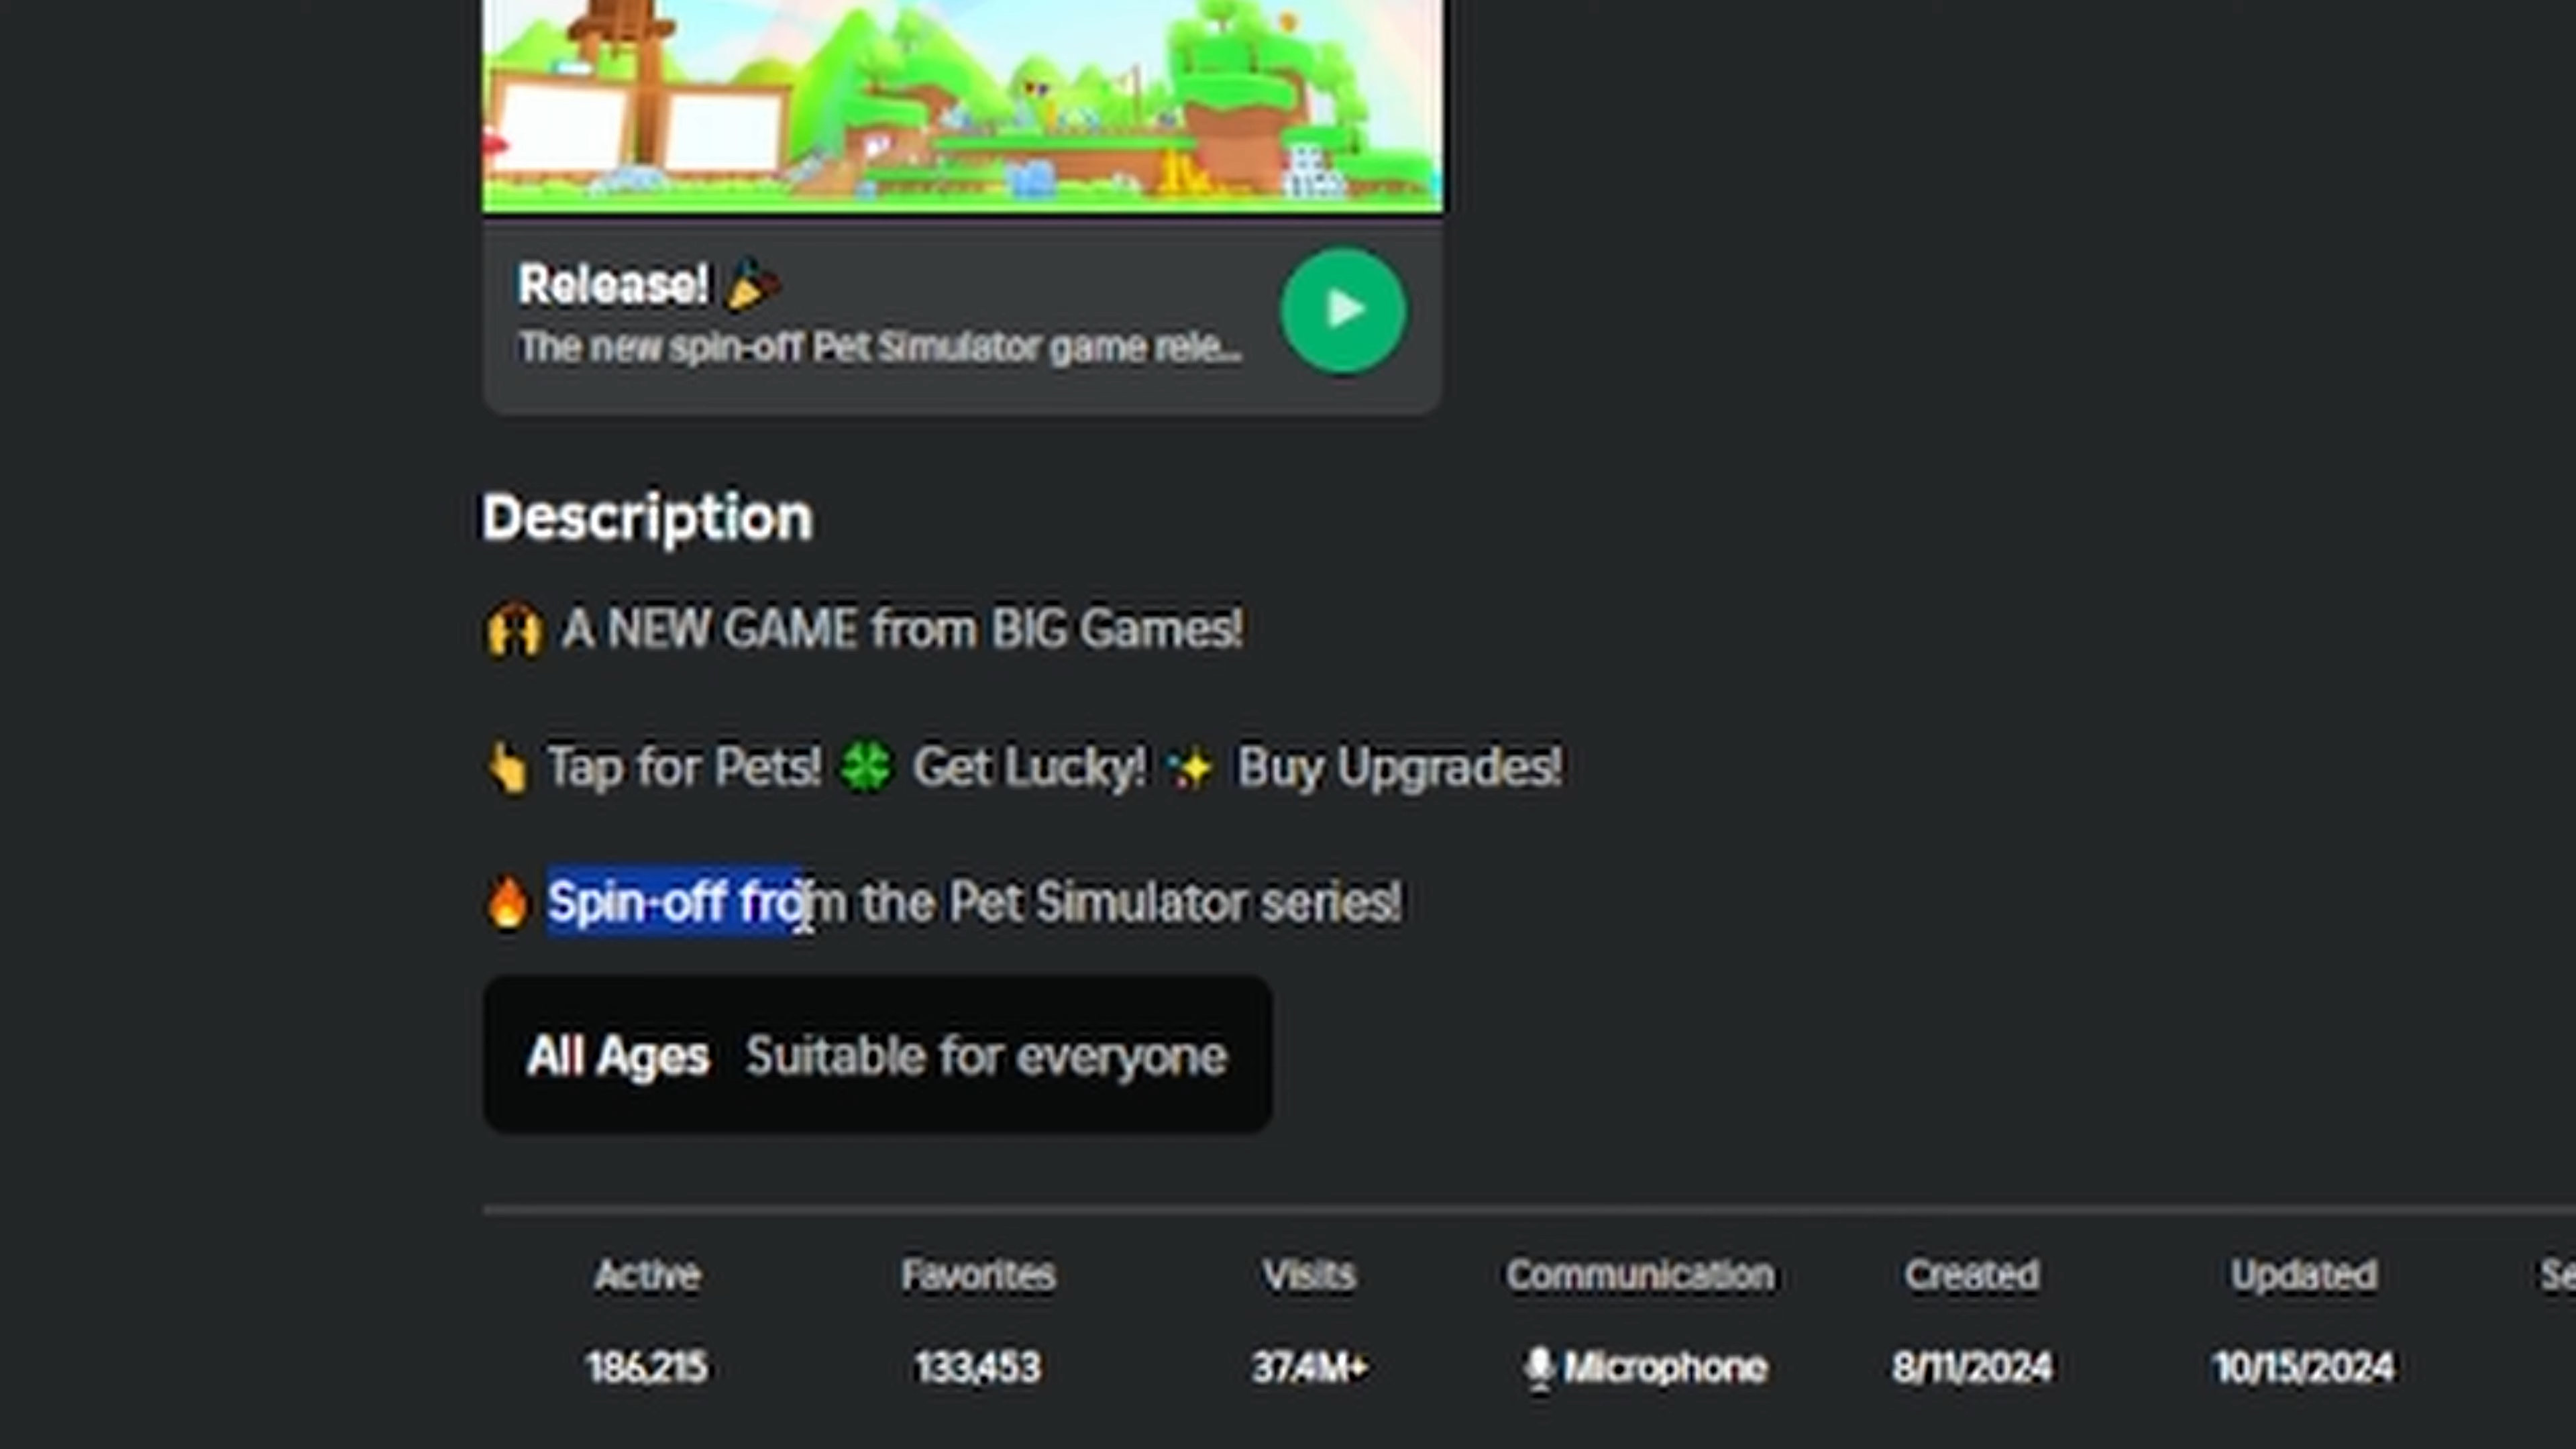 Release! 🎉
The new spin-off Pet Simulator game rele...
Description
🙌 A NEW GAME from BIG Games!
👆 Tap for Pets! 🍀 Get Lucky! ✨ Buy Upgrades!
🔥 Spin-off from the Pet Simulator series!
All Ages Suitable for everyone
Active Favorites Visits Communication Created Updated Se
186,215 133,453 37.4M+ Microphone 8/11/2024 10/15/2024